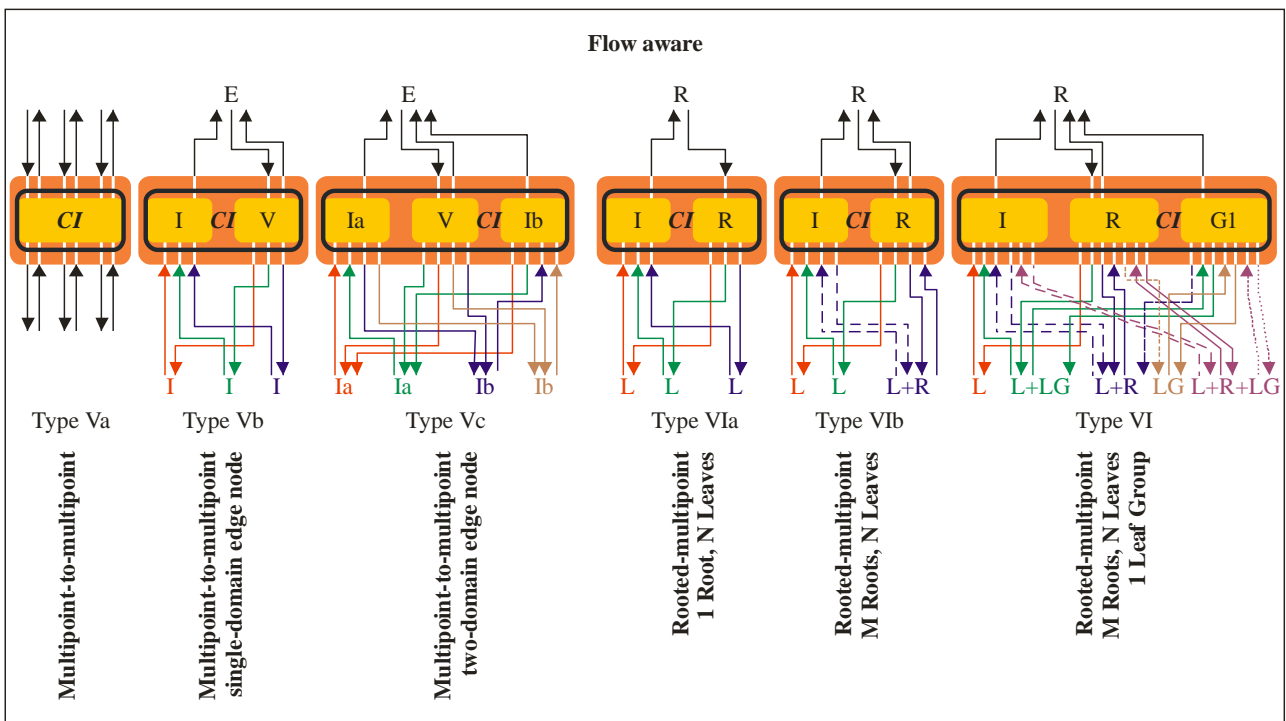 Flow aware
E
E
R
R
R
CI
I CI V
Ia V CI Ib
I CI R
I CI R
I R CI G1
I I I
Ia Ia Ib Ib
L L L
L L L+R
L L+LG L+R LG L+R+LG
Type Va
Type Vb
Type Vc
Type VIa
Type VIb
Type VI
Multipoint-to-multipoint
Multipoint-to-multipoint
single-domain edge node
Multipoint-to-multipoint
two-domain edge node
Rooted-multipoint
1 Root, N Leaves
Rooted-multipoint
M Roots, N Leaves
Rooted-multipoint
M Roots, N Leaves
1 Leaf Group